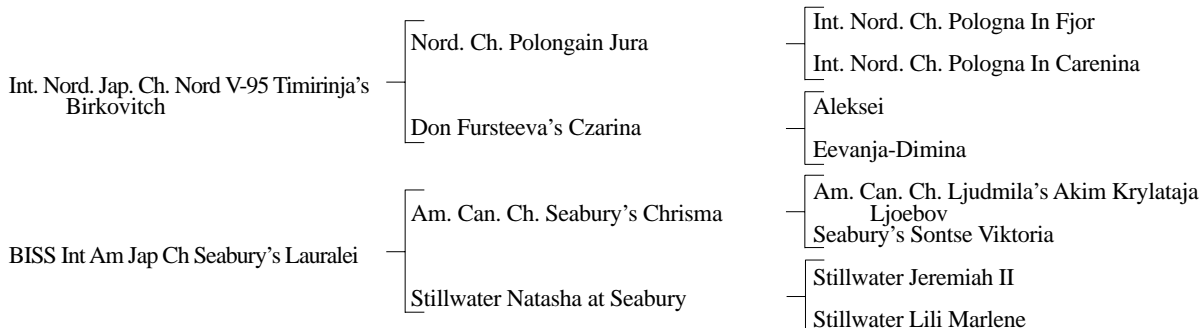 Int. Nord. Ch. Pologna In Fjor
Nord. Ch. Polongain Jura
Int. Nord. Ch. Pologna In Carenina
Int. Nord. Jap. Ch. Nord V-95 Timirinja’s
Birkovitch
Aleksei
Don Fursteeva’s Czarina
Eevanja-Dimina
Am. Can. Ch. Ljudmila’s Akim Krylataja
Ljoebov
Am. Can. Ch. Seabury’s Chrisma
Seabury’s Sontse Viktoria
BISS Int Am Jap Ch Seabury’s Lauralei
Stillwater Jeremiah II
Stillwater Natasha at Seabury
Stillwater Lili Marlene